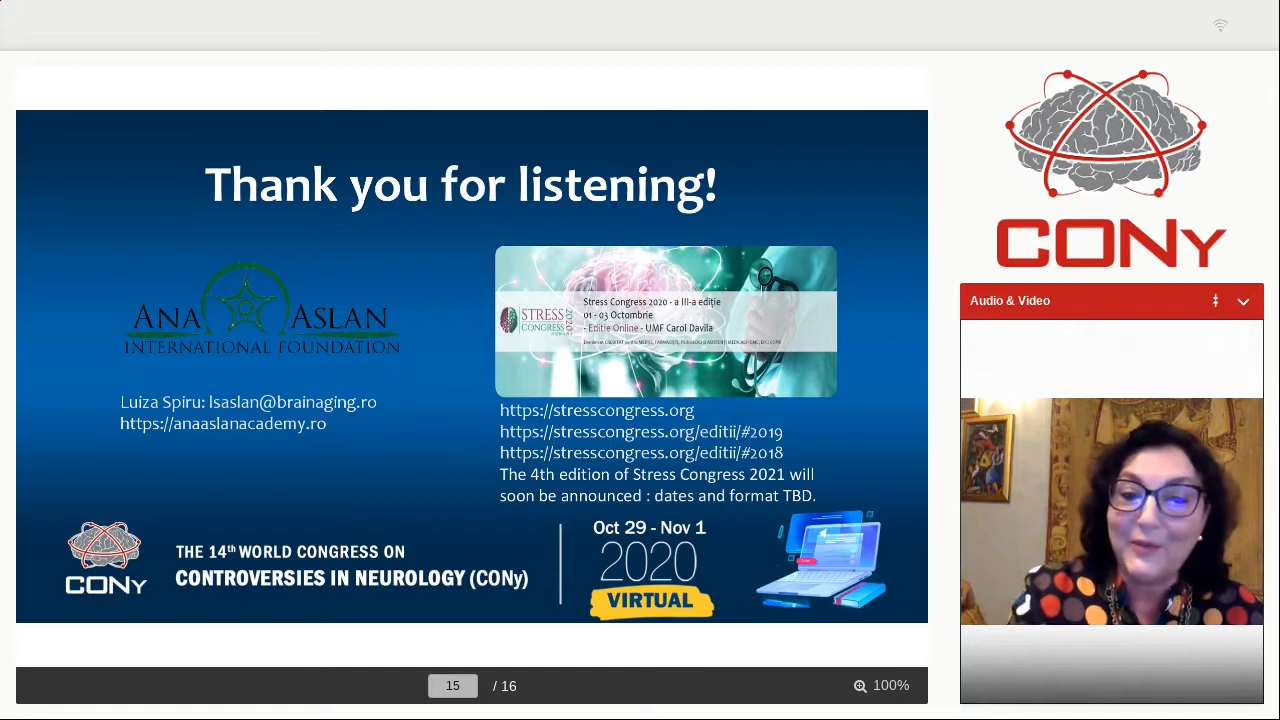 Thank you for listening!
ANA ASLAN
INTERNATIONAL FOUNDATION
Luiza Spiru: lsaslan@brainaging.ro
https://anaaslanacademy.ro
STRESS
CONGRESS
Stress Congress 2020 - a III-a ediție
01 - 03 Octombrie
- Editie Online - UMF Carol Davila
https://stresscongress.org
https://stresscongress.org/editii/#2019
https://stresscongress.org/editii/#2018
The 4th edition of Stress Congress 2021 will
soon be announced : dates and format TBD.
CONy
THE 14th WORLD CONGRESS ON
CONTROVERSIES IN NEUROLOGY (CONy)
Oct 29 - Nov 1
2020
VIRTUAL
15 / 16
100%
CONy
Audio & Video